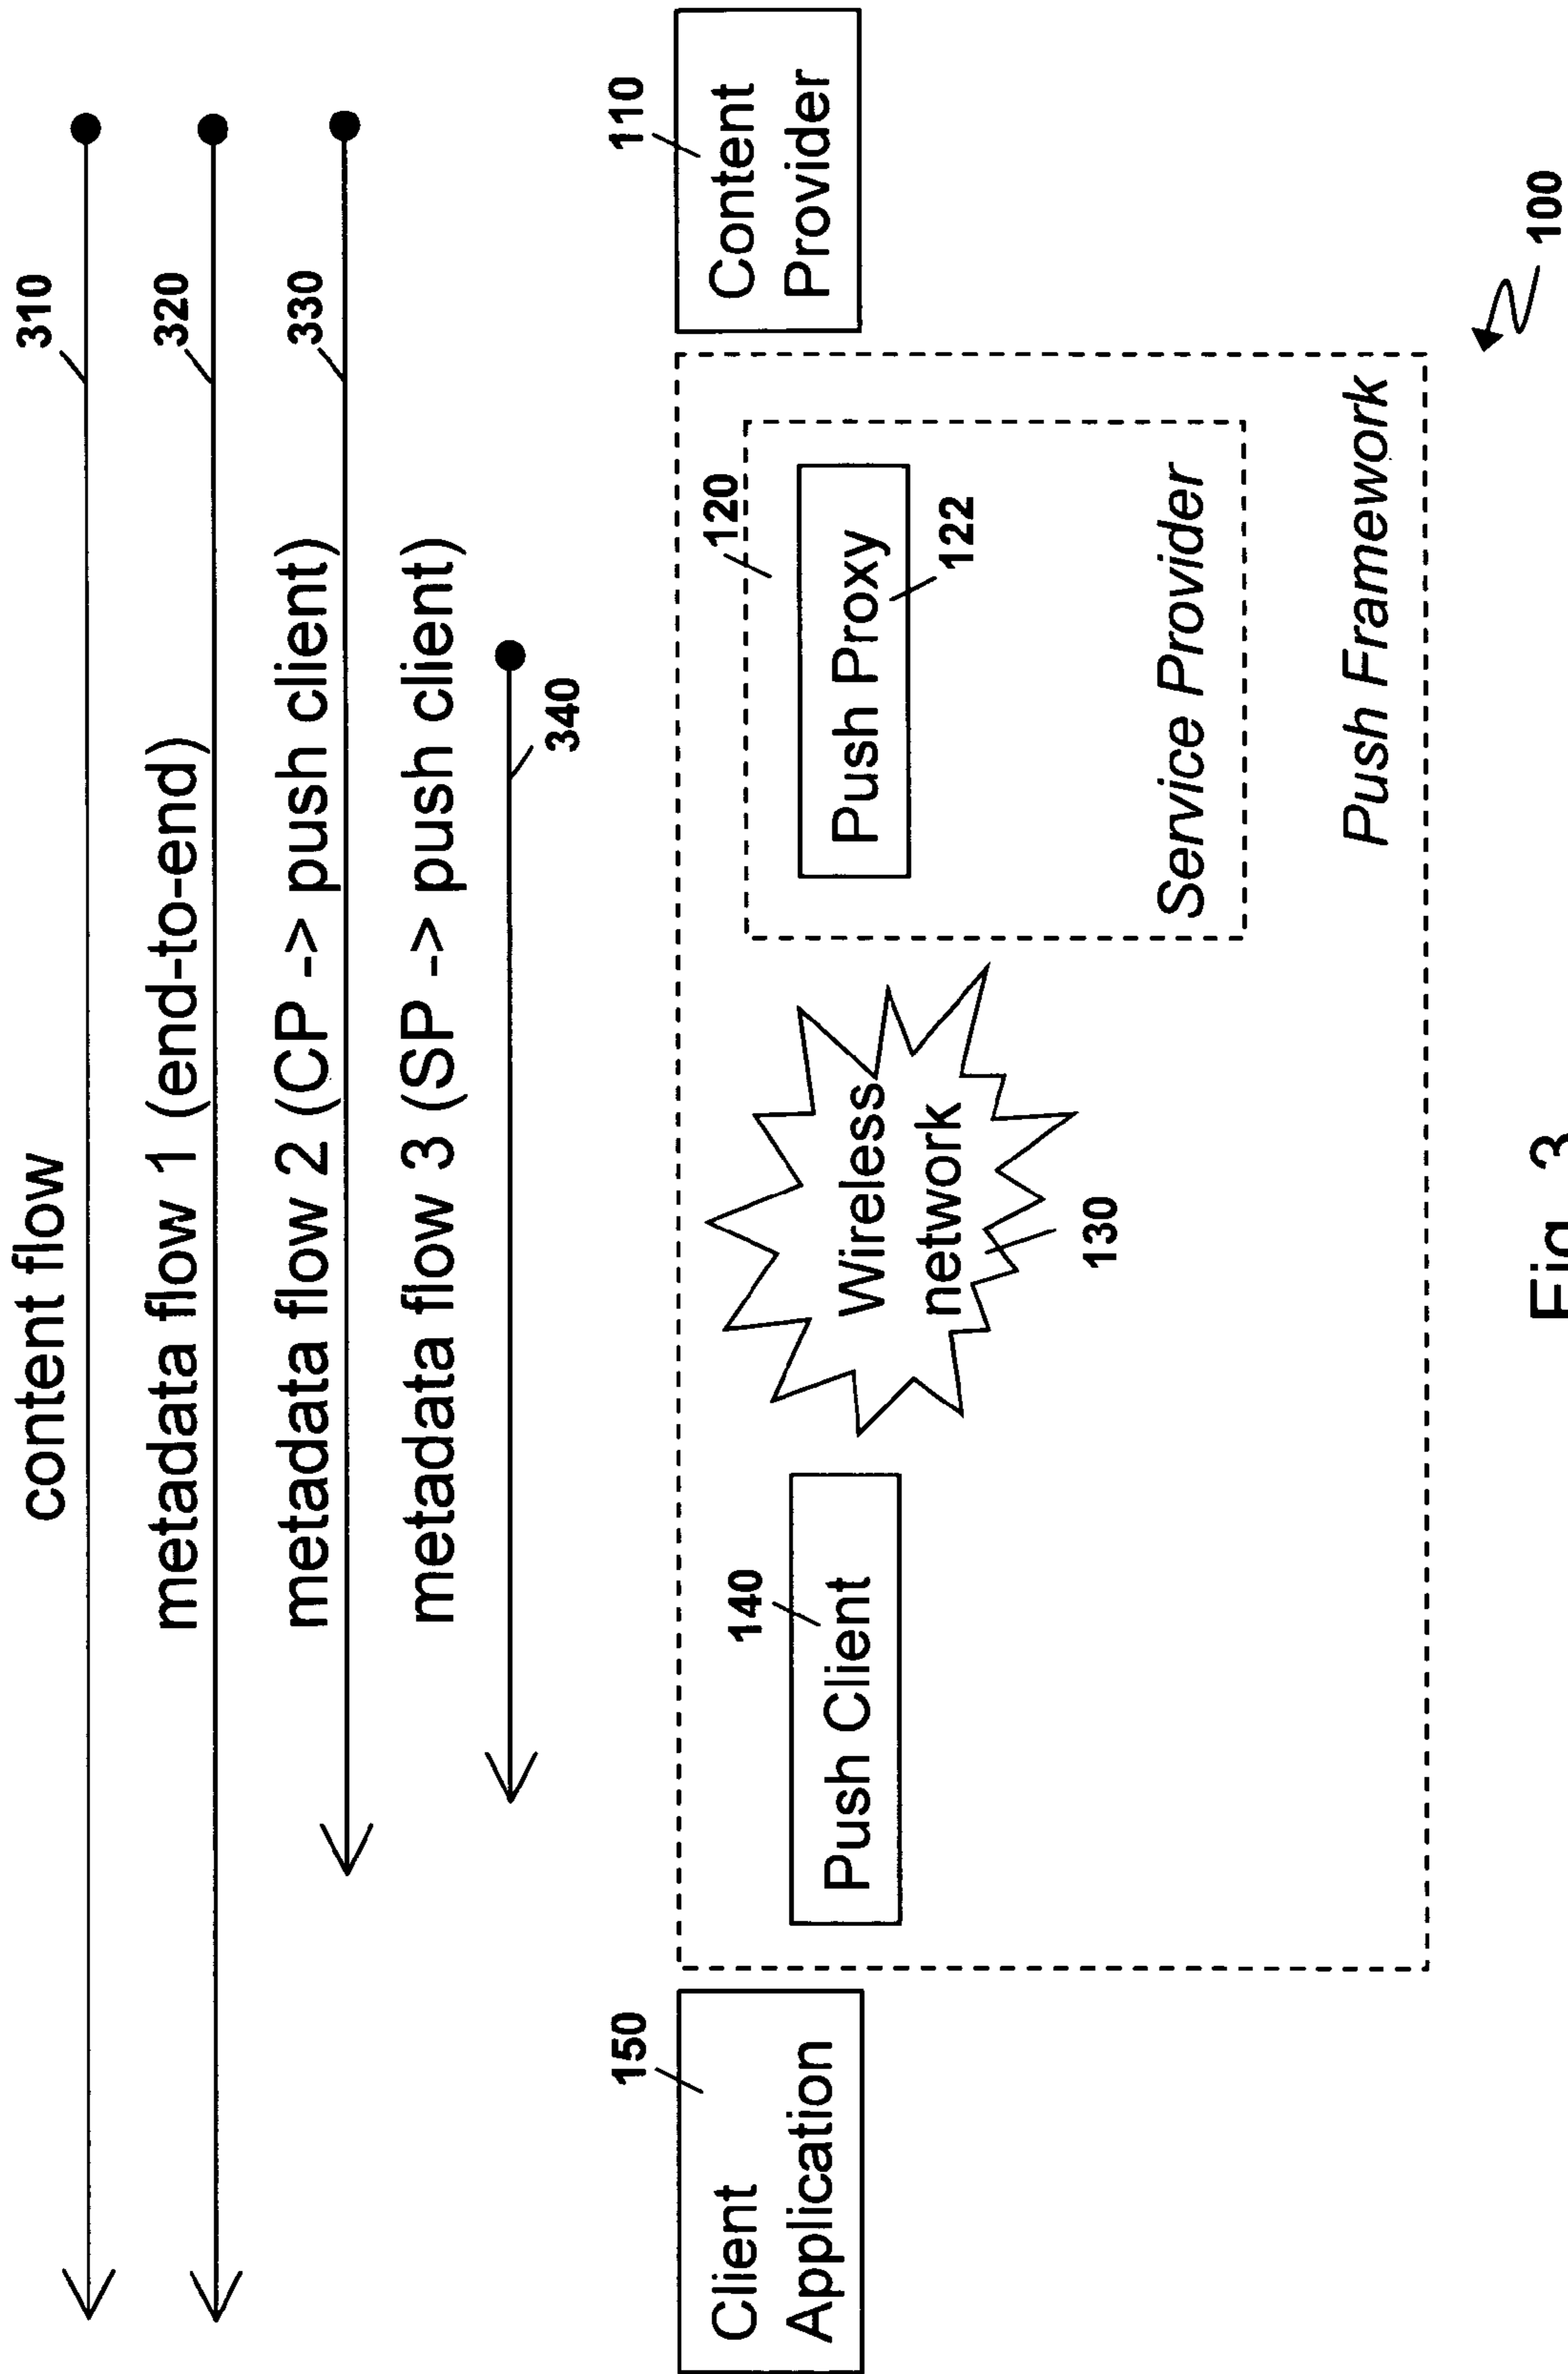 content flow
310
metadata flow 1 (end-to-end)
320
metadata flow 2 (CP -> push client)
330
metadata flow 3 (SP -> push client)
340
150
Client
Application
140
Push Client
Wireless
network
130
120
Push Proxy
122
Service Provider
Push Framework
110
Content
Provider
100
Fig. 3